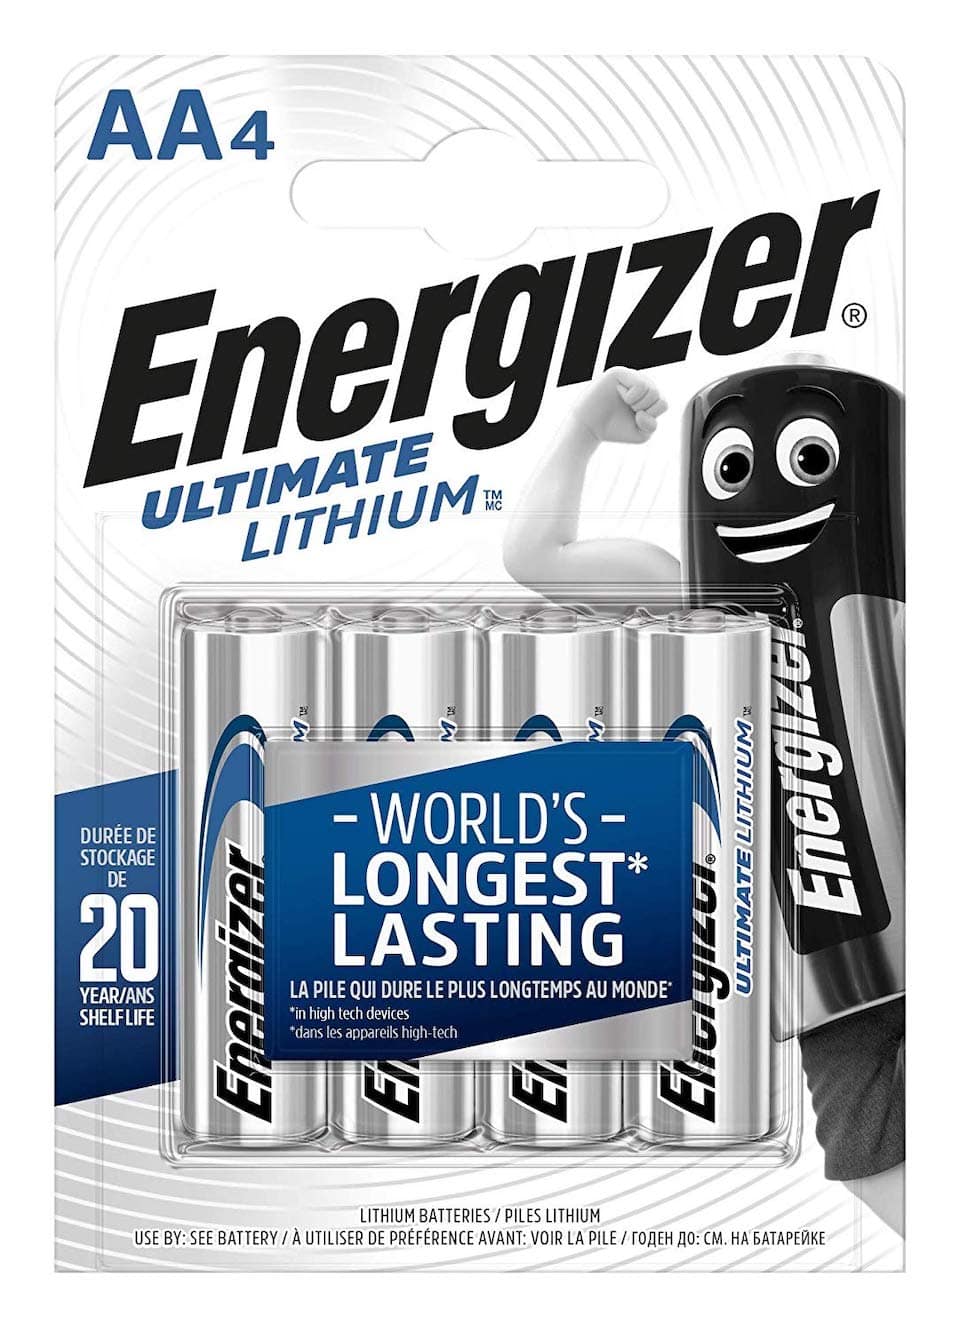 AA4
Energizer®
ULTIMATE
LITHIUM™
MC
Energizer®
ULTIMATE LITHIUM™
- WORLD'S -
LONGEST*
LASTING
LA PILE QUI DURE LE PLUS LONGTEMPS AU MONDE*
*in high tech devices
*dans les appareils high-tech
DURÉE DE
STOCKAGE
DE
20
YEAR/ANS
SHELF LIFE
Energizer
Energizer®
LITHIUM BATTERIES / PILES LITHIUM
USE BY: SEE BATTERY / À UTILISER DE PRÉFÉRENCE AVANT: VOIR LA PILE / ГОДЕН ДО: СМ. НА БАТАРЕЙКЕ